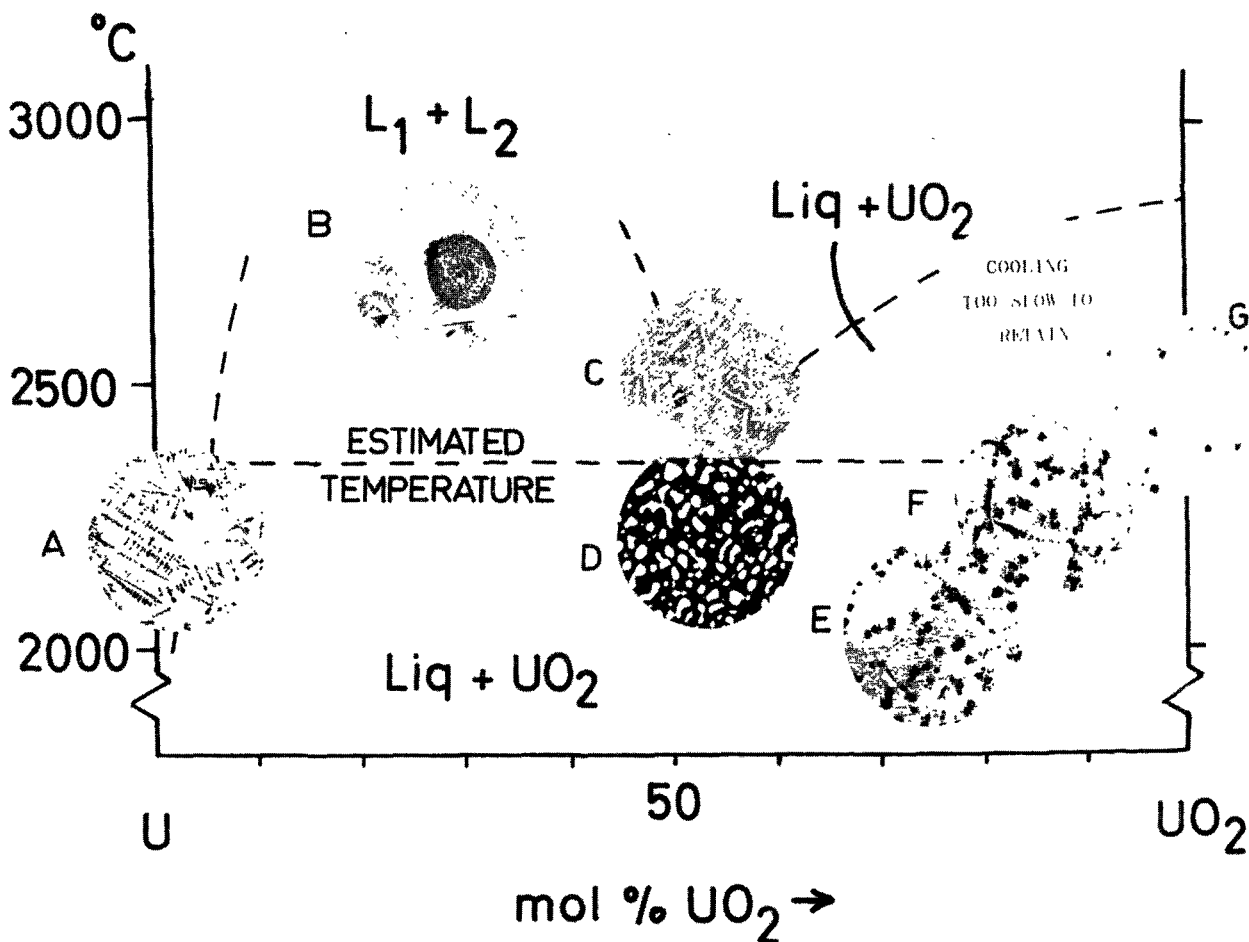 °C
3000
L1 + L2
Liq + UO2
B
COOLING
TOO SLOW TO
RETAIN
G
2500
C
ESTIMATED
TEMPERATURE
F
A
D
E
2000
Liq + UO2
50
U
UO2
mol % UO2 →